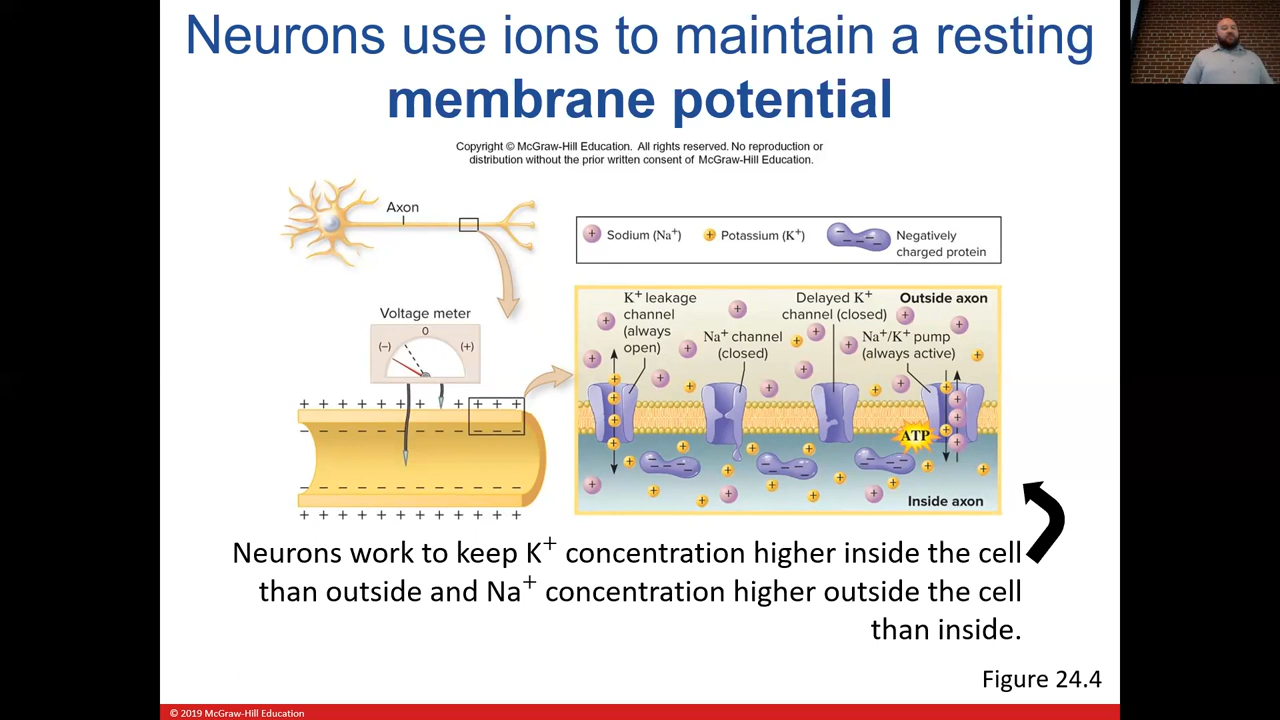 Neurons use ions to maintain a resting
membrane potential
Copyright © McGraw-Hill Education. All rights reserved. No reproduction or
distribution without the prior written consent of McGraw-Hill Education.
Axon
Sodium (Na⁺)
Potassium (K⁺)
Negatively
charged protein
Voltage meter
0
(−)
(+)
K⁺ leakage
channel
(always
open)
Na⁺ channel
(closed)
Delayed K⁺
channel (closed)
Outside axon
Na⁺/K⁺ pump
(always active)
ATP
Inside axon
Neurons work to keep K⁺ concentration higher inside the cell
than outside and Na⁺ concentration higher outside the cell
than inside.
Figure 24.4
© 2019 McGraw-Hill Education